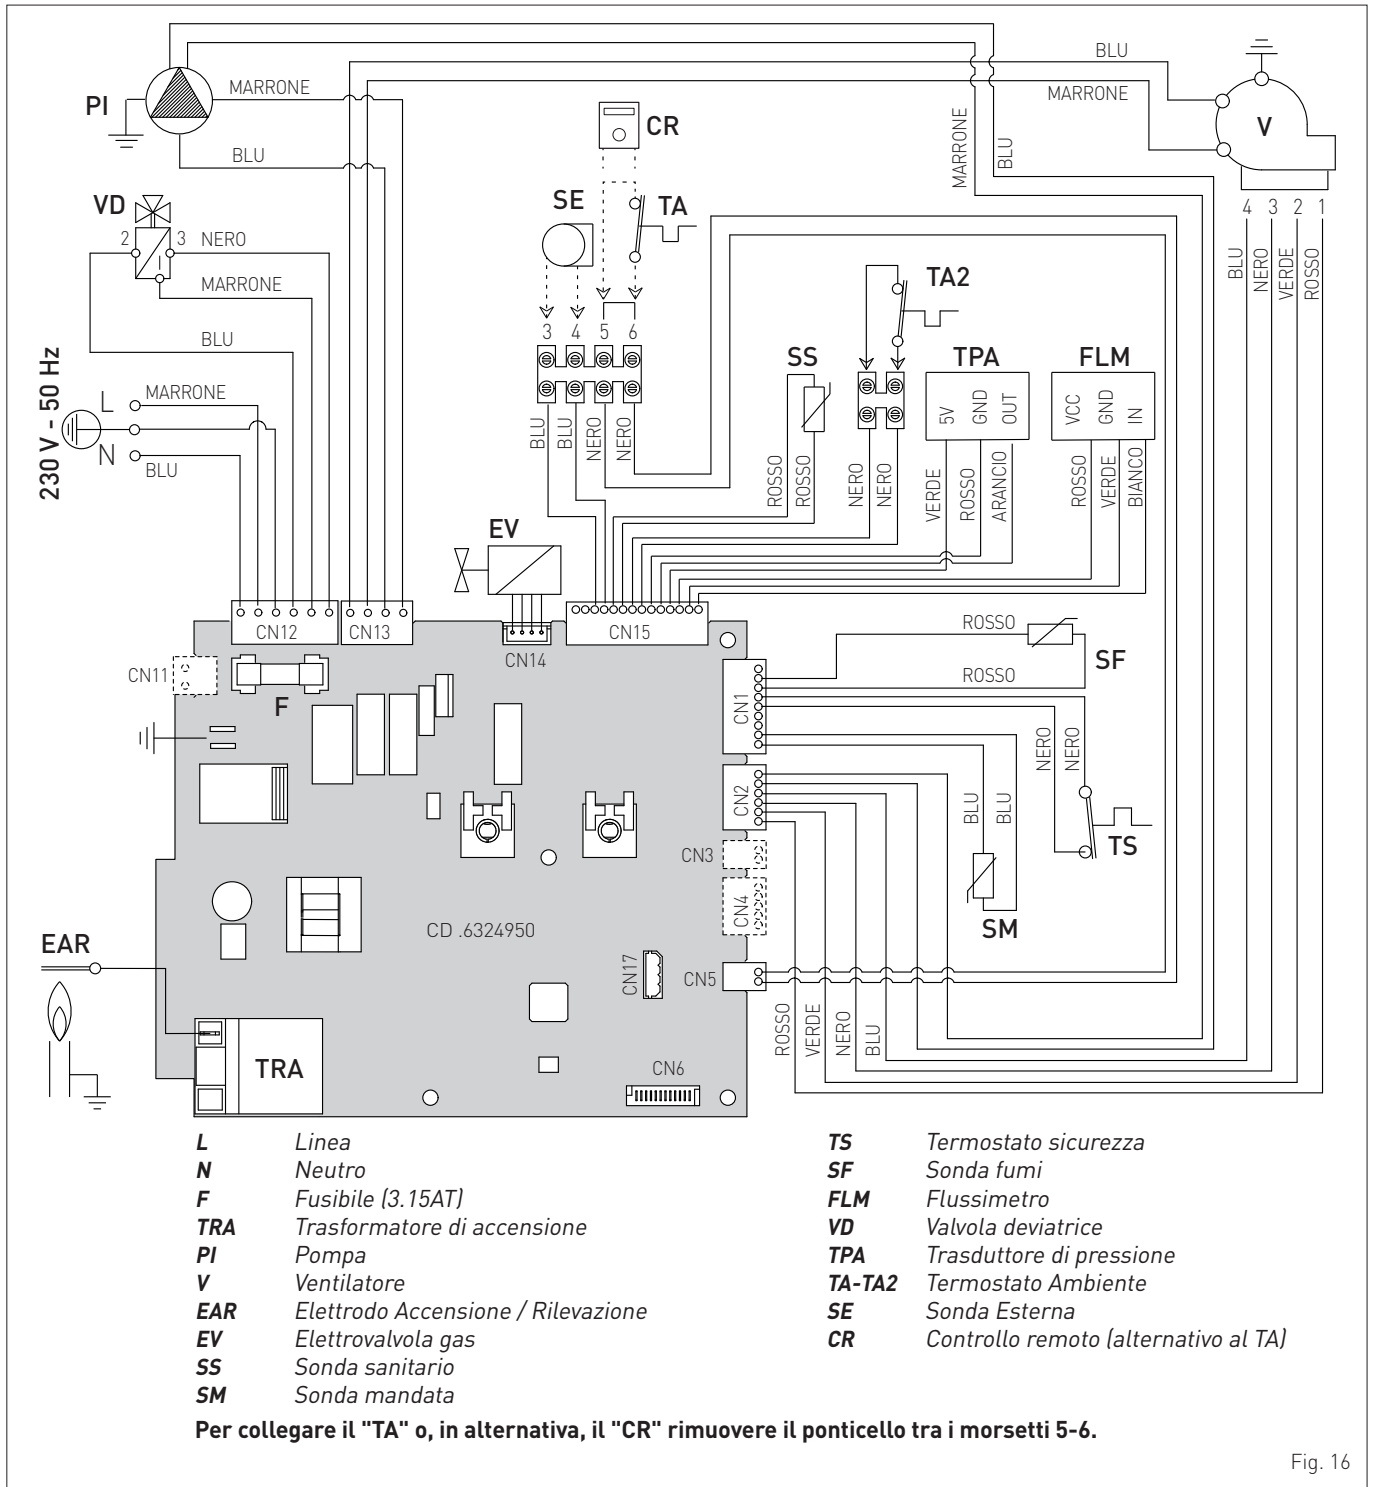 BLU
MARRONE
PI
MARRONE
BLU
CR
MARRONE
BLU
V
VD
2
3
NERO
MARRONE
BLU
SE
TA
4 3 2 1
BLU
NERO
VERDE
ROSSO
TA2
3 4 5 6
230 V - 50 Hz
L
MARRONE
N
BLU
SS
TPA
FLM
5V
GND
OUT
VCC
GND
IN
BLU
BLU
NERO
NERO
ROSSO
ROSSO
NERO
NERO
VERDE
ROSSO
ARANCIO
ROSSO
VERDE
BIANCO
EV
CN12
CN13
CN14
CN15
CN11
F
ROSSO
SF
ROSSO
CN1
NERO
NERO
CN2
BLU
BLU
TS
CN3
CN4
SM
CD .6324950
EAR
CN17
CN5
ROSSO
VERDE
NERO
BLU
TRA
CN6
L Linea
N Neutro
F Fusibile (3.15AT)
TRA Trasformatore di accensione
PI Pompa
V Ventilatore
EAR Elettrodo Accensione / Rilevazione
EV Elettrovalvola gas
SS Sonda sanitario
SM Sonda mandata
TS Termostato sicurezza
SF Sonda fumi
FLM Flussimetro
VD Valvola deviatrice
TPA Trasduttore di pressione
TA-TA2 Termostato Ambiente
SE Sonda Esterna
CR Controllo remoto (alternativo al TA)
Per collegare il "TA" o, in alternativa, il "CR" rimuovere il ponticello tra i morsetti 5-6.
Fig. 16